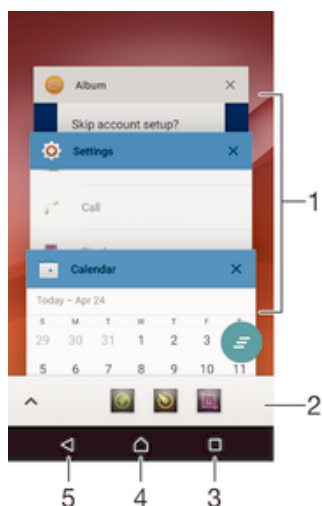 Album
Skip account setup?
Settings
Call
Calendar
Today – Apr 24
S M T W T F
29 30 31 1 2 3
5 6 7 8 9 10 11
1
2
5 4 3